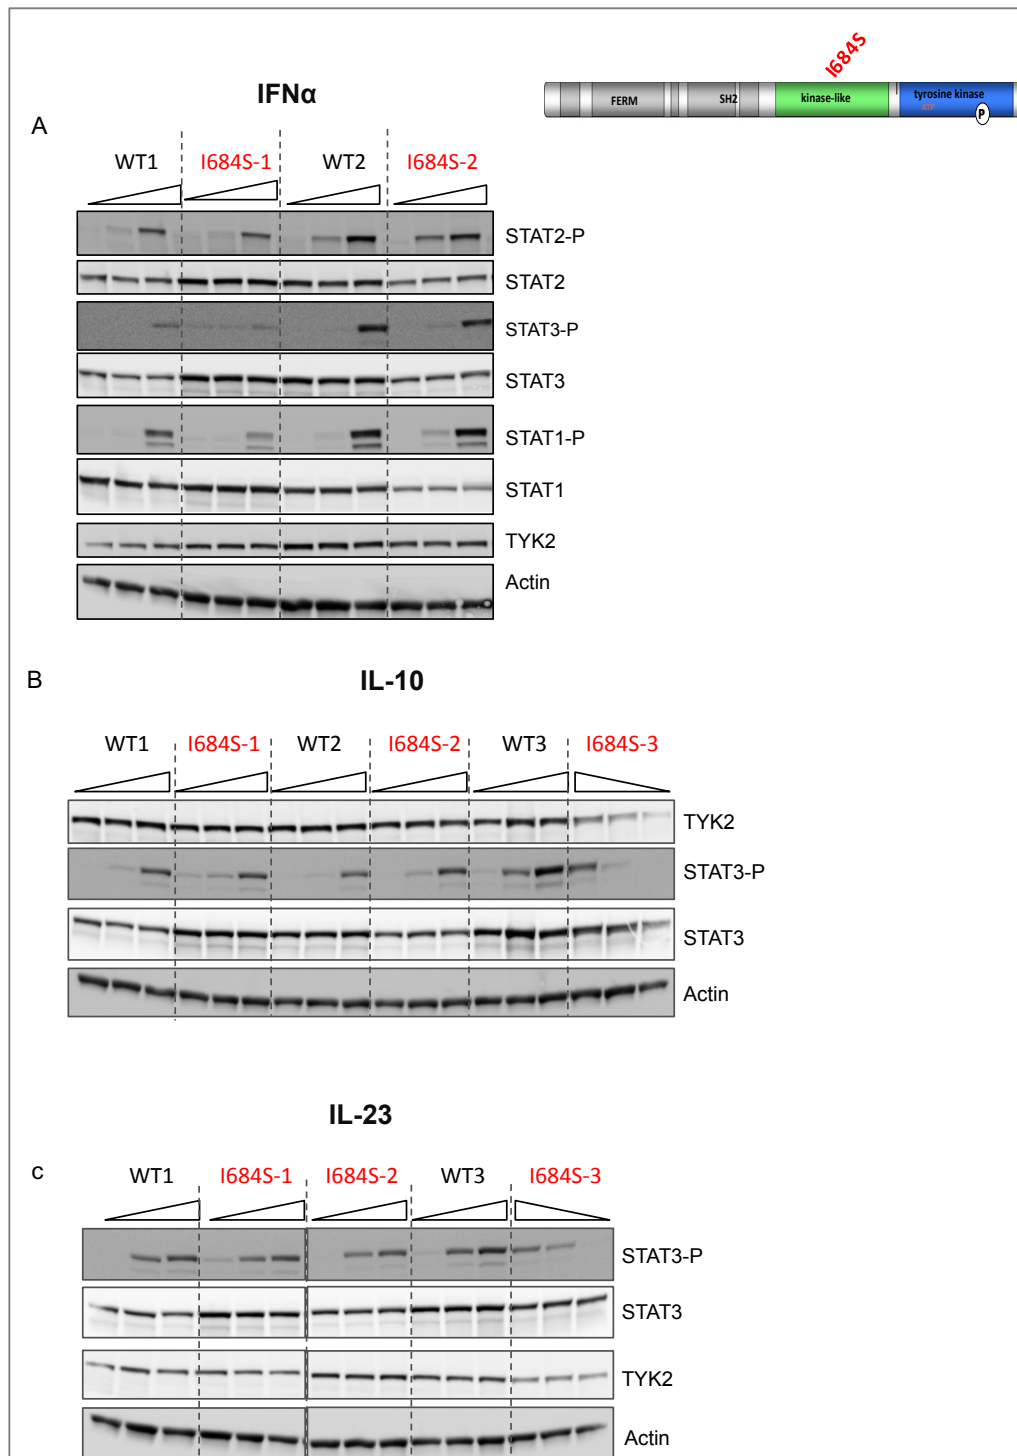 I684S
FERM SH2 kinase-like tyrosine kinase
ATP
P
IFNα
A
WT1 I684S-1 WT2 I684S-2
STAT2-P
STAT2
STAT3-P
STAT3
STAT1-P
STAT1
TYK2
Actin
B
IL-10
WT1 I684S-1 WT2 I684S-2 WT3 I684S-3
TYK2
STAT3-P
STAT3
Actin
IL-23
c
WT1 I684S-1 I684S-2 WT3 I684S-3
STAT3-P
STAT3
TYK2
Actin